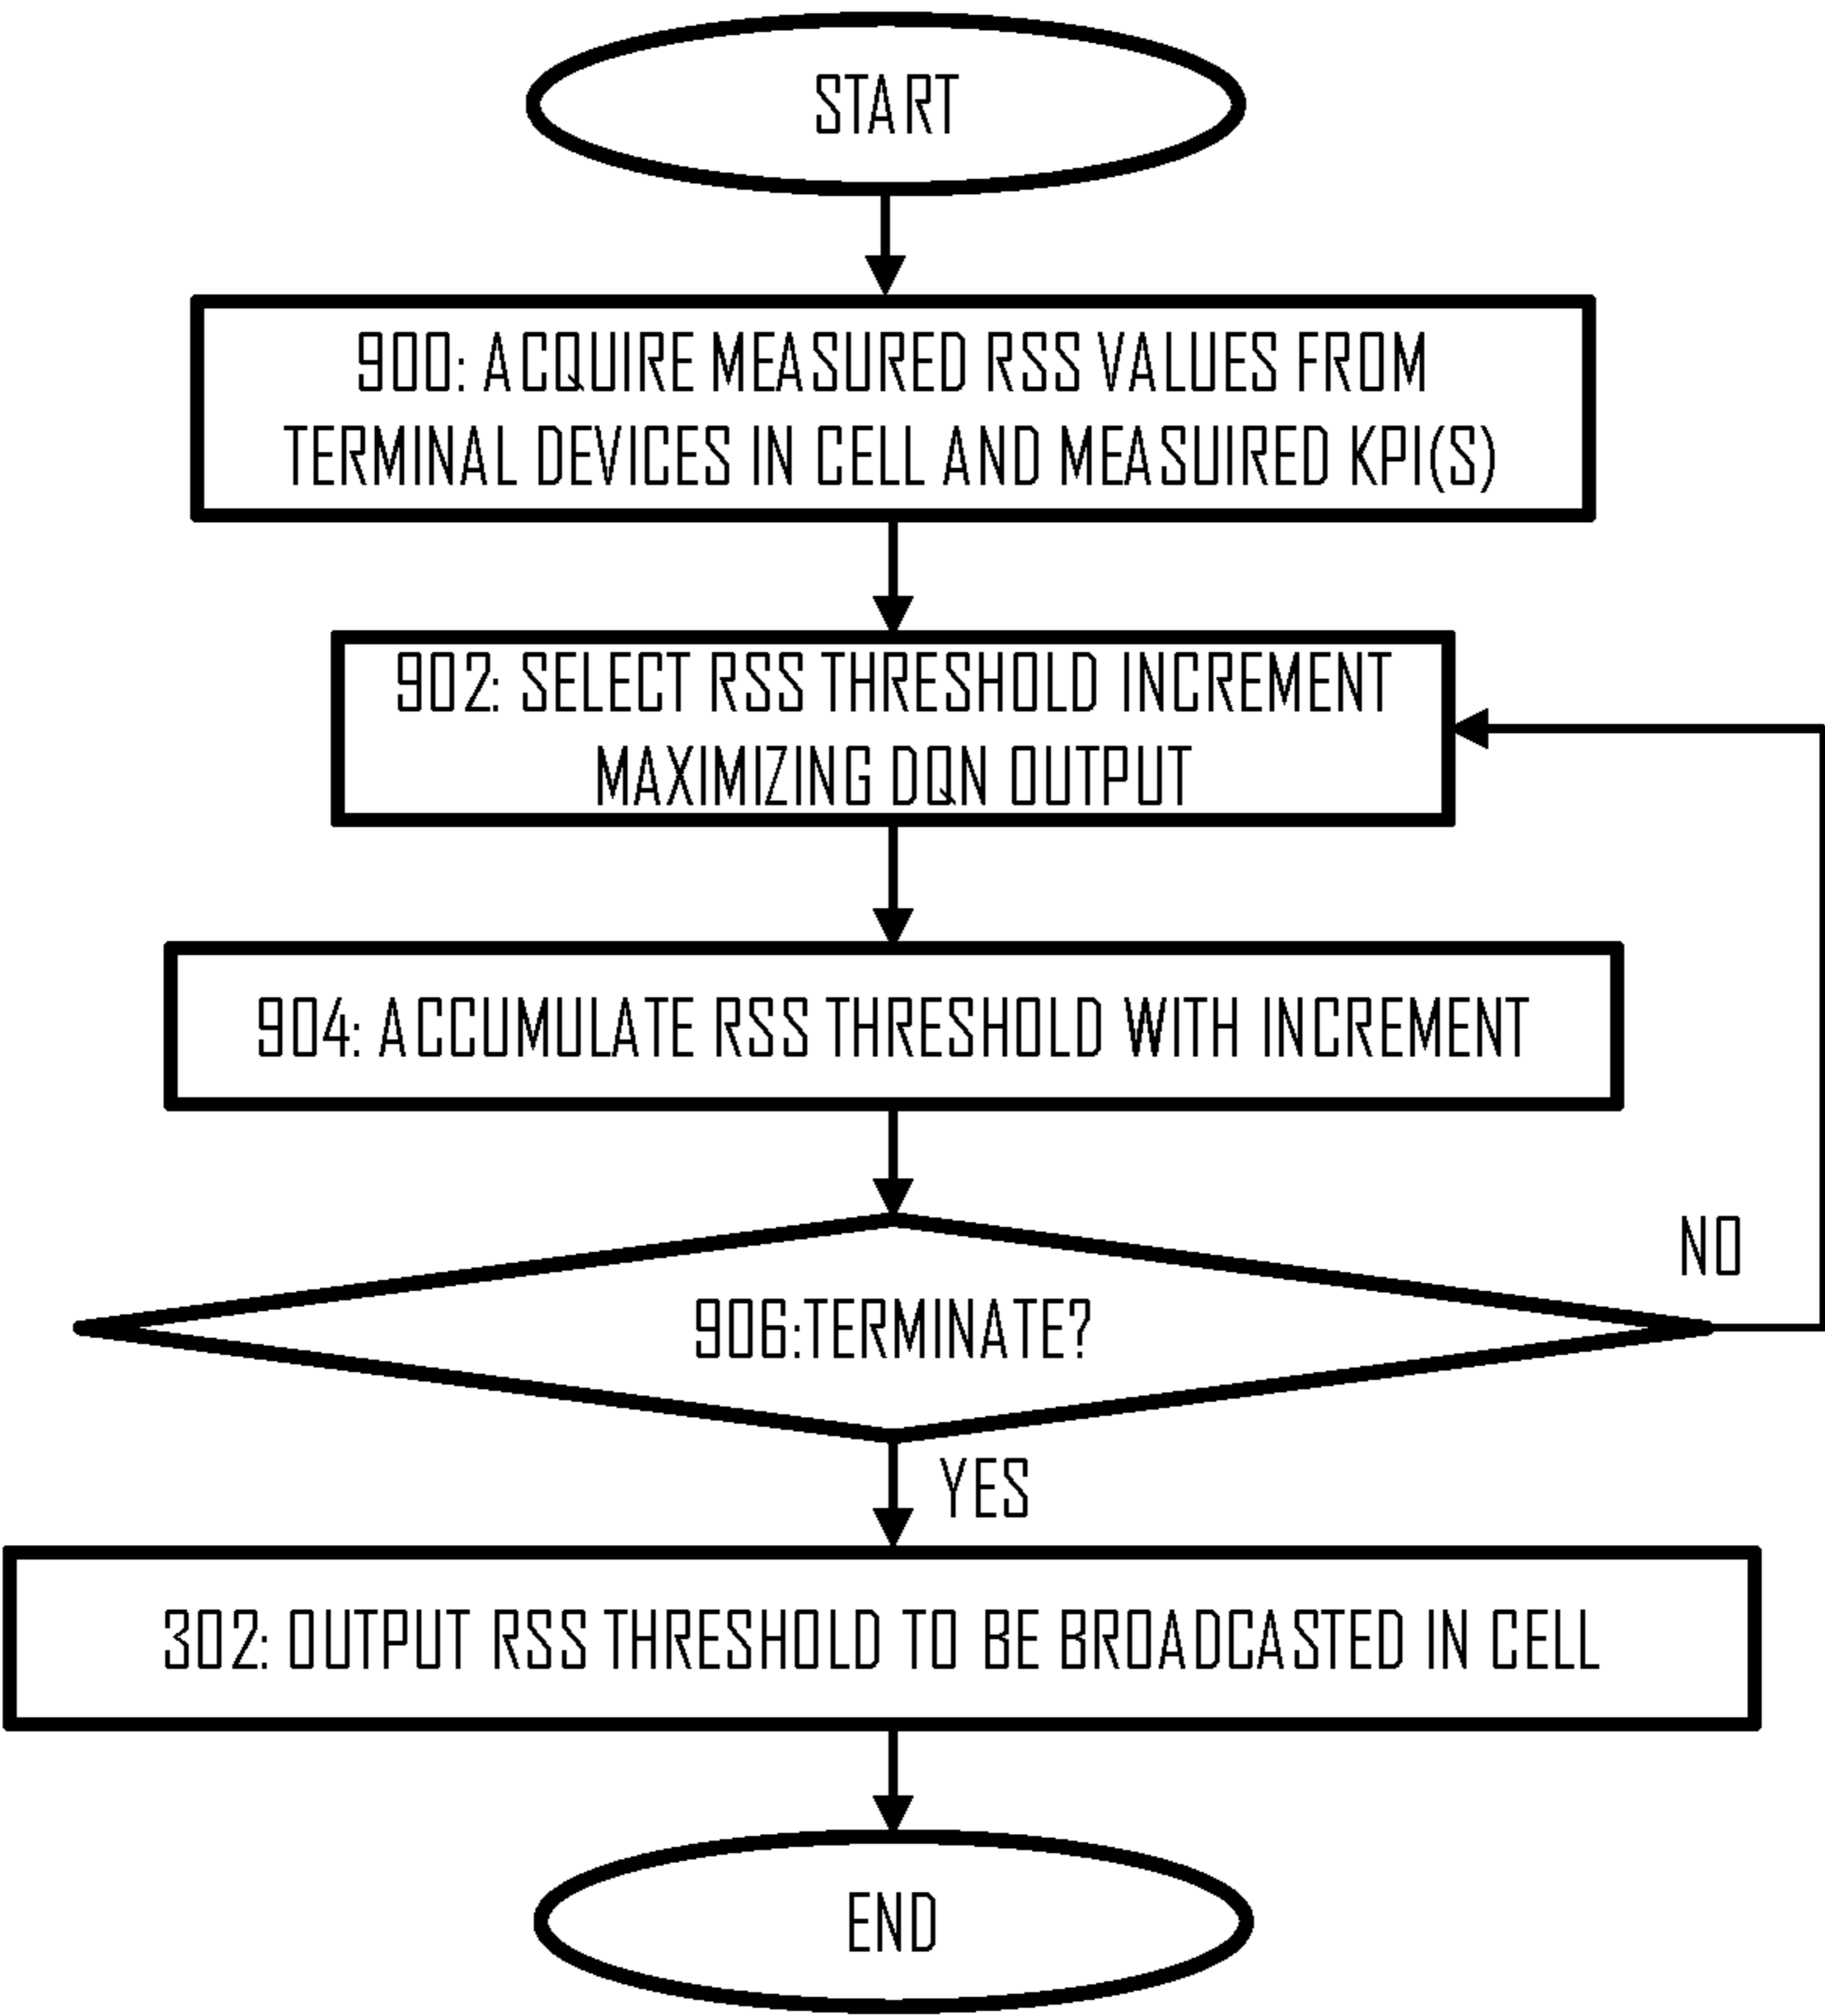 START
900: ACQUIRE MEASURED RSS VALUES FROM
TERMINAL DEVICES IN CELL AND MEASUIRED KPI(S)
902: SELECT RSS THRESHOLD INCREMENT
MAXIMIZING DQN OUTPUT
904: ACCUMULATE RSS THRESHOLD WITH INCREMENT
906:TERMINATE?
NO
YES
302: OUTPUT RSS THRESHOLD TO BE BROADCASTED IN CELL
END